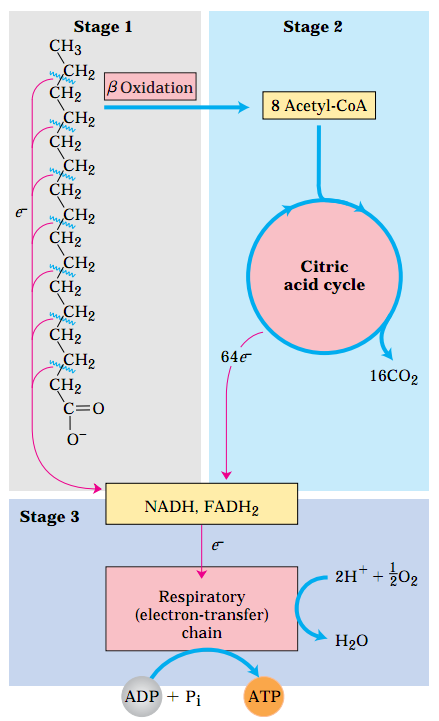 Stage 1
CH3
CH2
CH2
CH2
CH2
CH2
CH2
CH2
CH2
CH2
CH2
CH2
CH2
CH2
CH2
C=O
O⁻
e⁻
β Oxidation
Stage 2
8 Acetyl-CoA
Citric
acid cycle
64e⁻
16CO₂
NADH, FADH₂
Stage 3
e⁻
Respiratory
(electron-transfer)
chain
2H⁺ + ½O₂
H₂O
ADP + Pᵢ
ATP